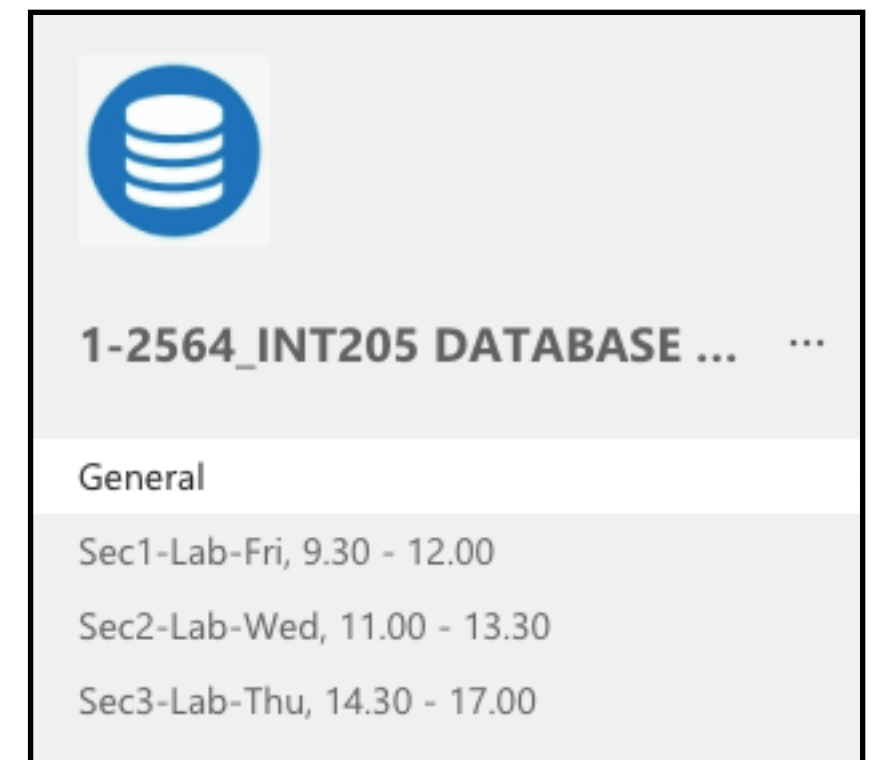 1-2564_INT205 DATABASE ... ...
General
Sec1-Lab-Fri, 9.30 - 12.00
Sec2-Lab-Wed, 11.00 - 13.30
Sec3-Lab-Thu, 14.30 - 17.00